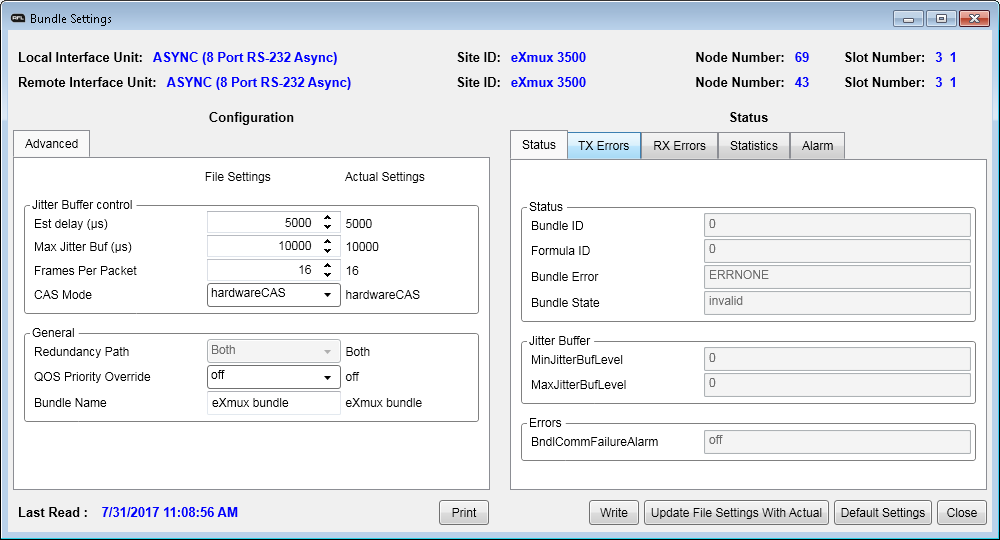 AFL Bundle Settings
Local Interface Unit: ASYNC (8 Port RS-232 Async) Site ID: eXmux 3500 Node Number: 69 Slot Number: 3 1
Remote Interface Unit: ASYNC (8 Port RS-232 Async) Site ID: eXmux 3500 Node Number: 43 Slot Number: 3 1
Configuration
Advanced
File Settings Actual Settings
Jitter Buffer control
Est delay (µs) 5000 5000
Max Jitter Buf (µs) 10000 10000
Frames Per Packet 16 16
CAS Mode hardwareCAS hardwareCAS
General
Redundancy Path Both Both
QOS Priority Override off off
Bundle Name eXmux bundle eXmux bundle
Status
Status TX Errors RX Errors Statistics Alarm
Status
Bundle ID 0
Formula ID 0
Bundle Error ERRNONE
Bundle State invalid
Jitter Buffer
MinJitterBufLevel 0
MaxJitterBufLevel 0
Errors
BndlCommFailureAlarm off
Last Read : 7/31/2017 11:08:56 AM Print Write Update File Settings With Actual Default Settings Close